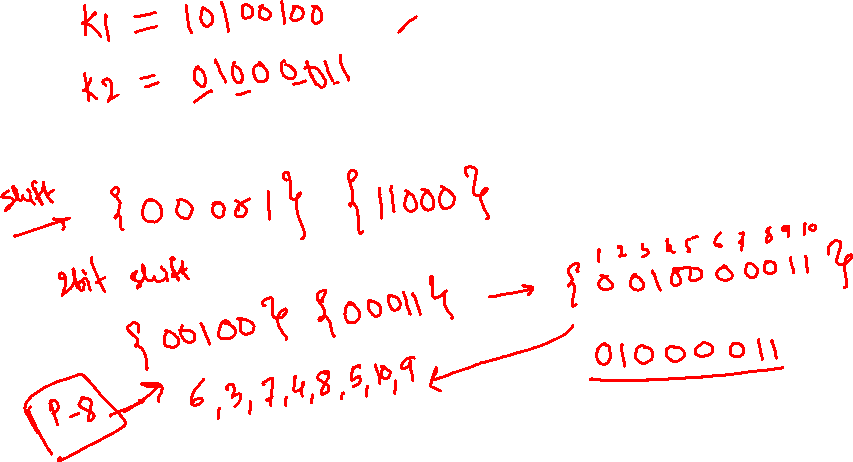 K1 = 10100100
K2 = 01000011
shift → {00001} {11000}
2bit shift
1 2 3 4 5 6 7 8 9 10
{00100} {00011} → {0010000011}
P-8 → 6,3,7,4,8,5,10,9
01000011